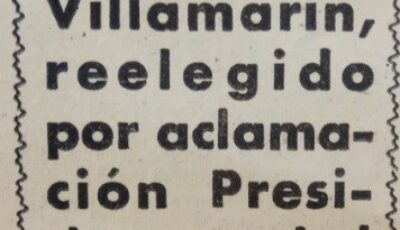 Villamarín,
reelegido
por aclama-
ción Presi-